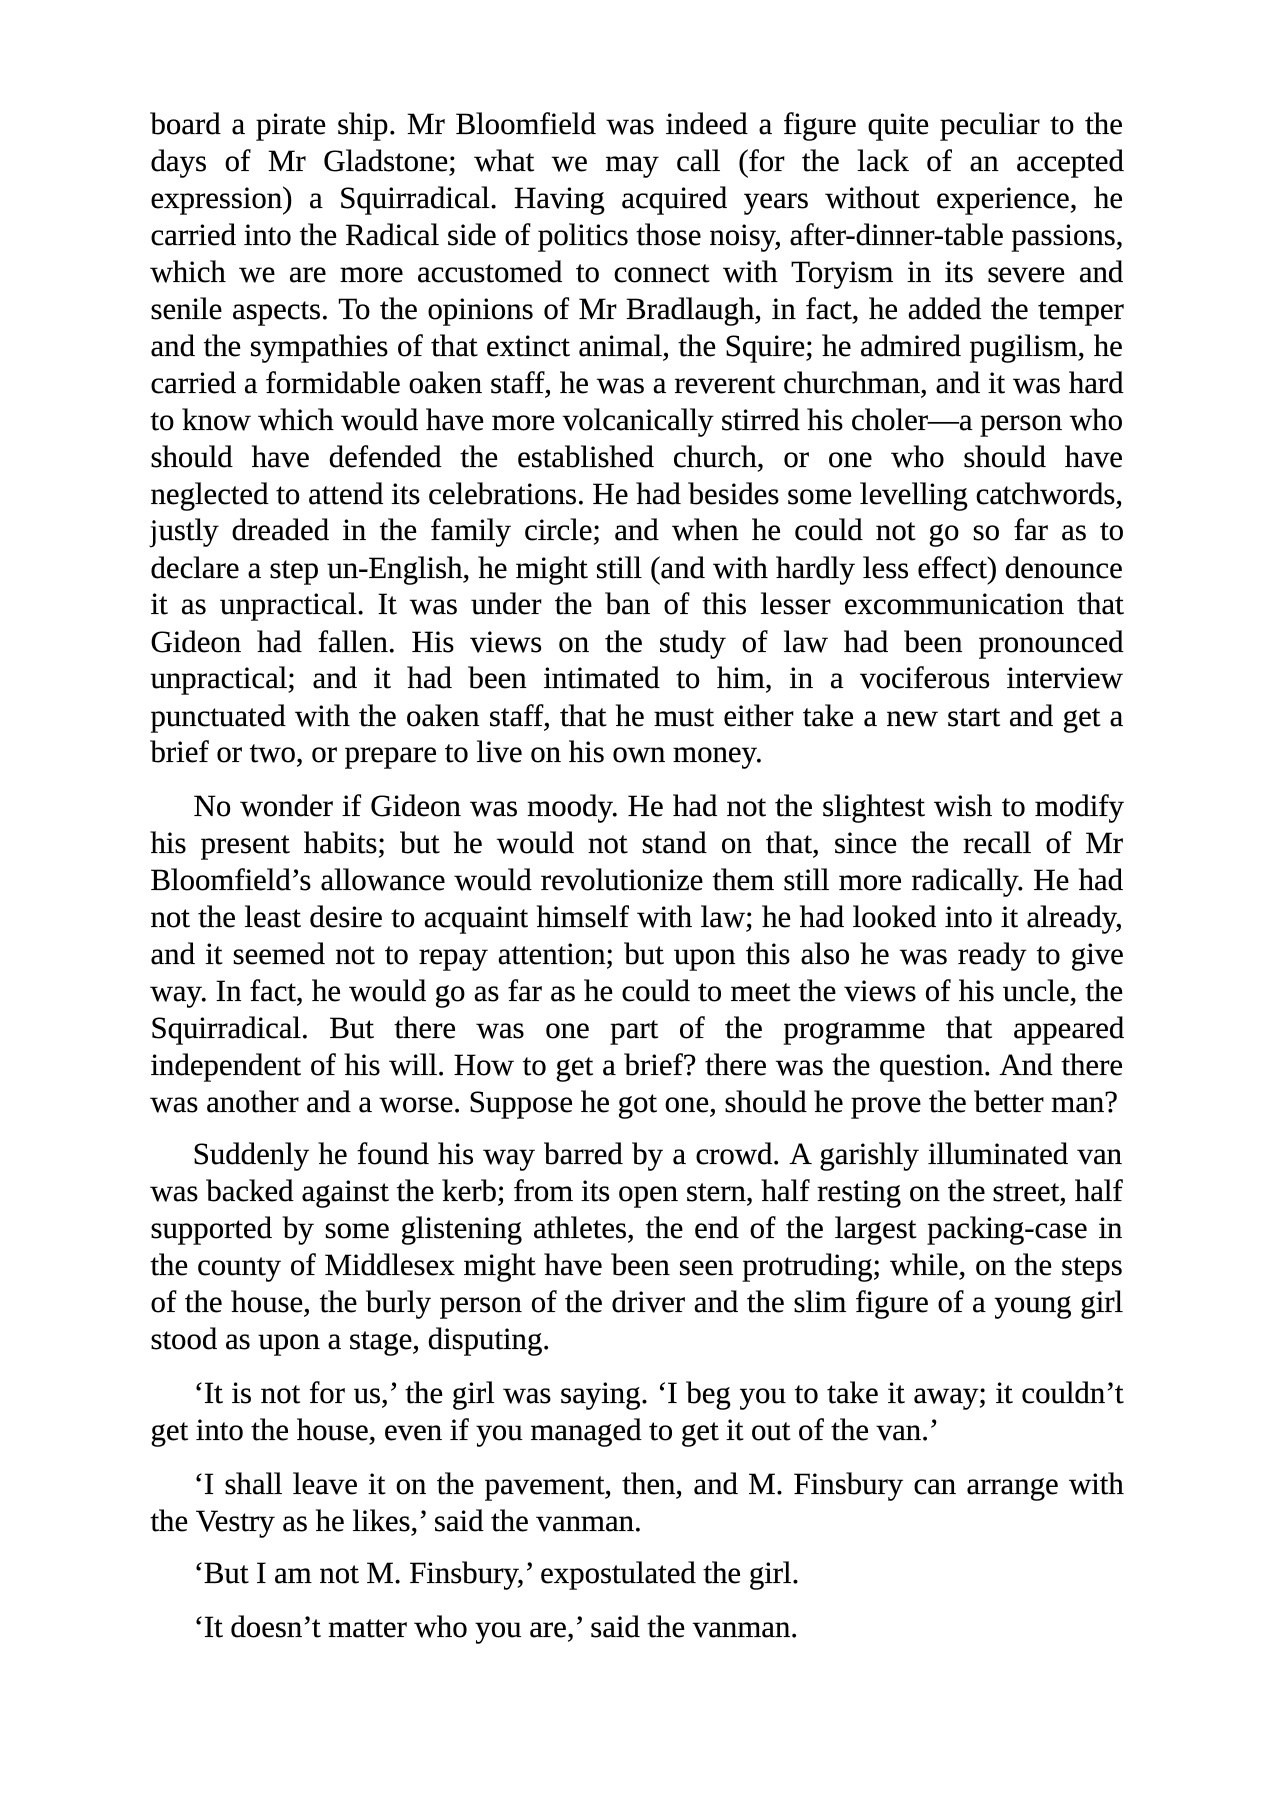 board a pirate ship. Mr Bloomfield was indeed a figure quite peculiar to the
days of Mr Gladstone; what we may call (for the lack of an accepted
expression) a Squirradical. Having acquired years without experience, he
carried into the Radical side of politics those noisy, after-dinner-table passions,
which we are more accustomed to connect with Toryism in its severe and
senile aspects. To the opinions of Mr Bradlaugh, in fact, he added the temper
and the sympathies of that extinct animal, the Squire; he admired pugilism, he
carried a formidable oaken staff, he was a reverent churchman, and it was hard
to know which would have more volcanically stirred his choler—a person who
should have defended the established church, or one who should have
neglected to attend its celebrations. He had besides some levelling catchwords,
justly dreaded in the family circle; and when he could not go so far as to
declare a step un-English, he might still (and with hardly less effect) denounce
it as unpractical. It was under the ban of this lesser excommunication that
Gideon had fallen. His views on the study of law had been pronounced
unpractical; and it had been intimated to him, in a vociferous interview
punctuated with the oaken staff, that he must either take a new start and get a
brief or two, or prepare to live on his own money.
No wonder if Gideon was moody. He had not the slightest wish to modify
his present habits; but he would not stand on that, since the recall of Mr
Bloomfield’s allowance would revolutionize them still more radically. He had
not the least desire to acquaint himself with law; he had looked into it already,
and it seemed not to repay attention; but upon this also he was ready to give
way. In fact, he would go as far as he could to meet the views of his uncle, the
Squirradical. But there was one part of the programme that appeared
independent of his will. How to get a brief? there was the question. And there
was another and a worse. Suppose he got one, should he prove the better man?
Suddenly he found his way barred by a crowd. A garishly illuminated van
was backed against the kerb; from its open stern, half resting on the street, half
supported by some glistening athletes, the end of the largest packing-case in
the county of Middlesex might have been seen protruding; while, on the steps
of the house, the burly person of the driver and the slim figure of a young girl
stood as upon a stage, disputing.
‘It is not for us,’ the girl was saying. ‘I beg you to take it away; it couldn’t
get into the house, even if you managed to get it out of the van.’
‘I shall leave it on the pavement, then, and M. Finsbury can arrange with
the Vestry as he likes,’ said the vanman.
‘But I am not M. Finsbury,’ expostulated the girl.
‘It doesn’t matter who you are,’ said the vanman.